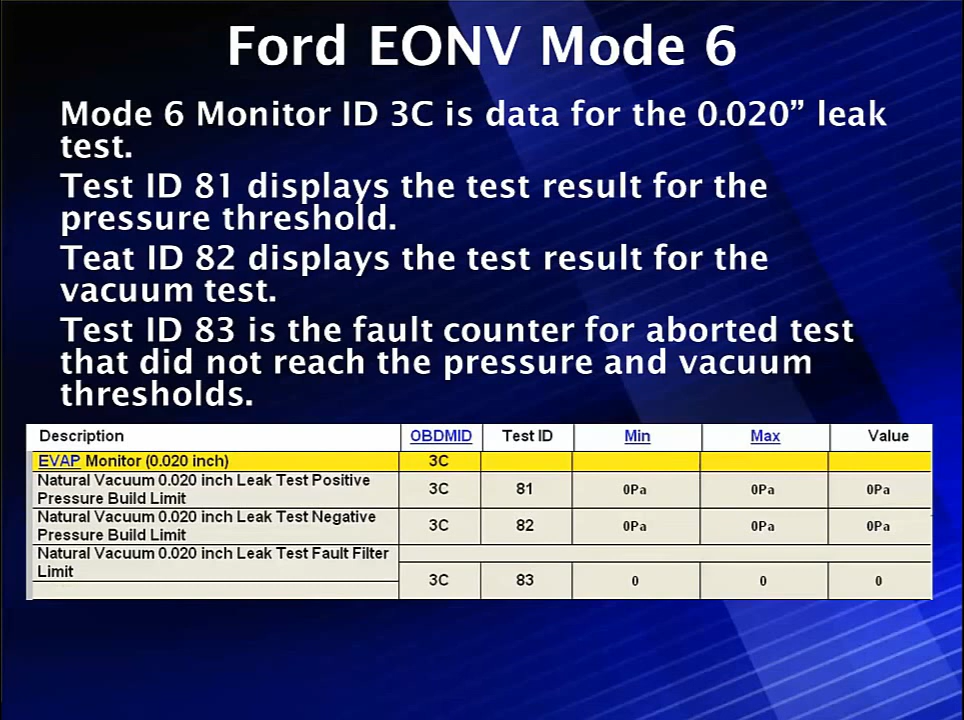 Ford EONV Mode 6
Mode 6 Monitor ID 3C is data for the 0.020” leak
test.
Test ID 81 displays the test result for the
pressure threshold.
Teat ID 82 displays the test result for the
vacuum test.
Test ID 83 is the fault counter for aborted test
that did not reach the pressure and vacuum
thresholds.
Description OBDMID Test ID Min Max Value
EVAP Monitor (0.020 inch) 3C
Natural Vacuum 0.020 inch Leak Test Positive
Pressure Build Limit 3C 81 0Pa 0Pa 0Pa
Natural Vacuum 0.020 inch Leak Test Negative
Pressure Build Limit 3C 82 0Pa 0Pa 0Pa
Natural Vacuum 0.020 inch Leak Test Fault Filter
Limit 3C 83 0 0 0